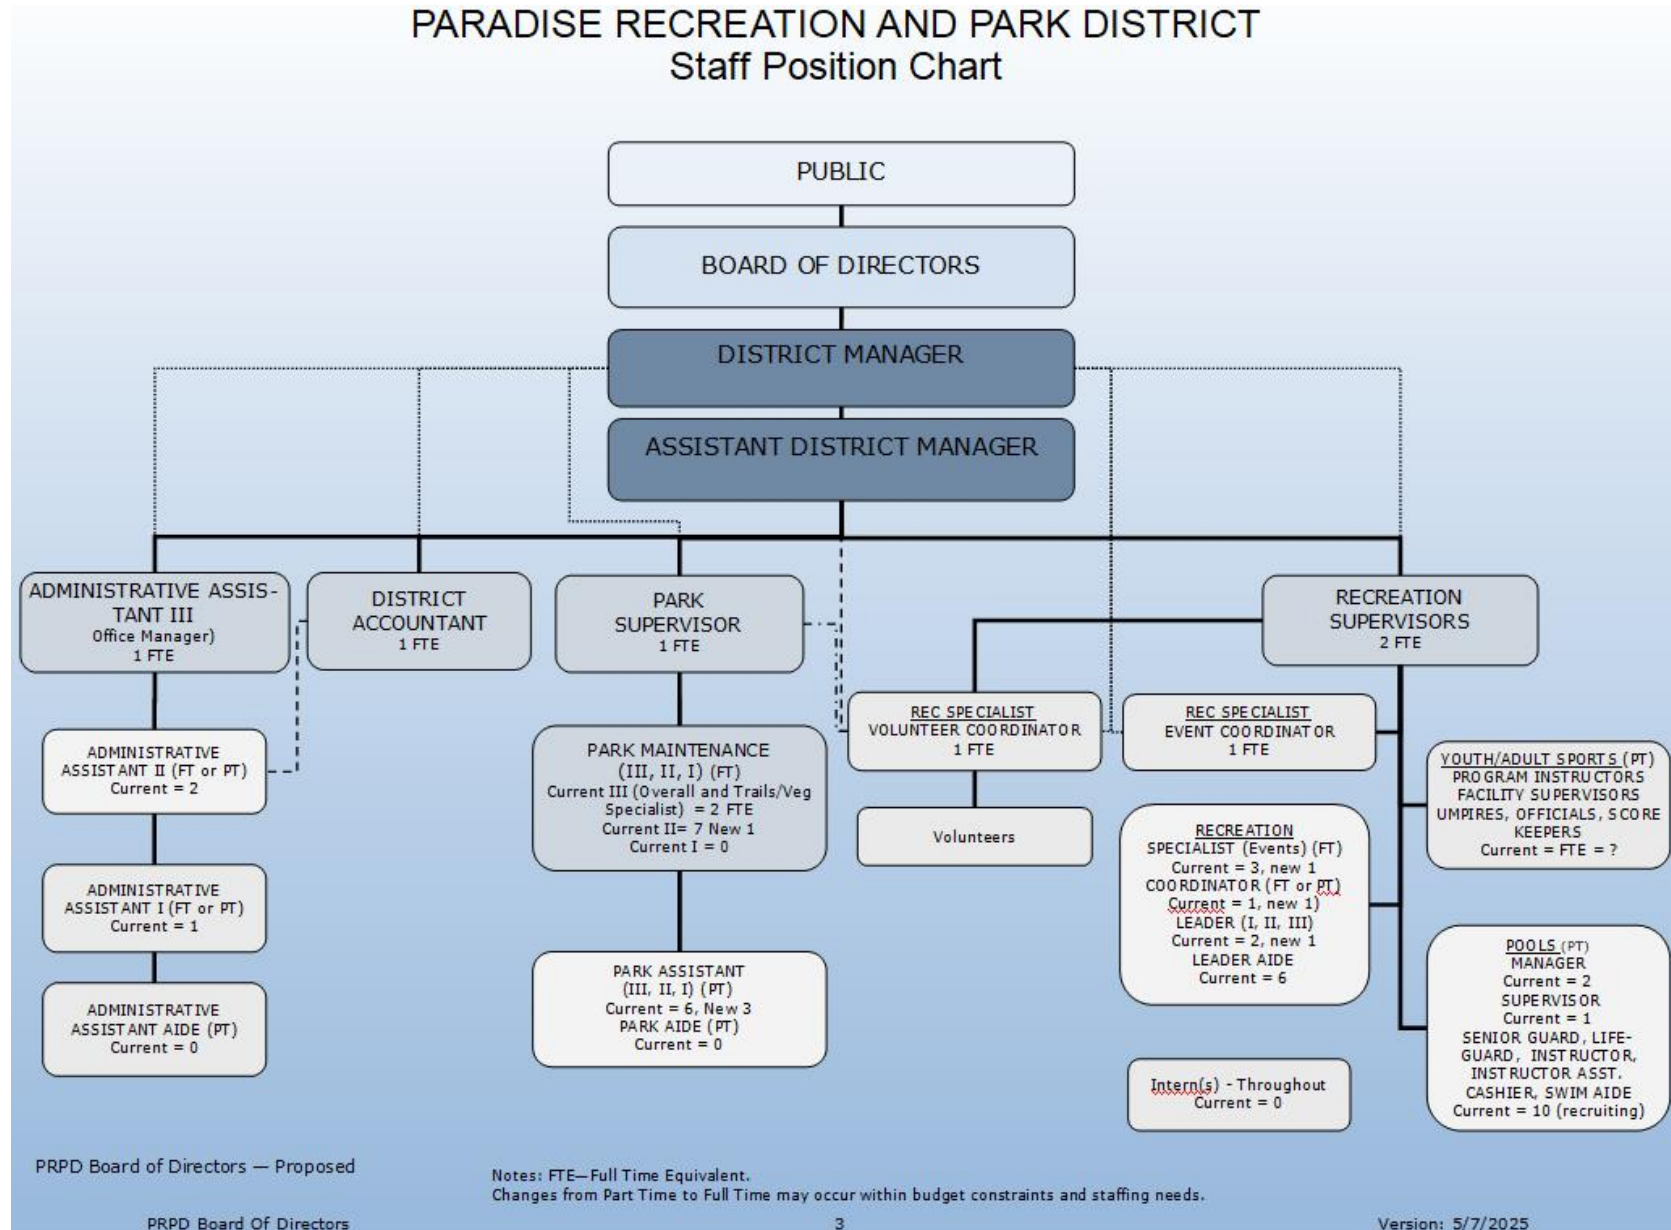 PARADISE RECREATION AND PARK DISTRICT
Staff Position Chart
PUBLIC
BOARD OF DIRECTORS
DISTRICT MANAGER
ASSISTANT DISTRICT MANAGER
ADMINISTRATIVE ASSIS-
TANT III
Office Manager)
1 FTE
DISTRICT
ACCOUNTANT
1 FTE
PARK
SUPERVISOR
1 FTE
RECREATION
SUPERVISORS
2 FTE
ADMINISTRATIVE
ASSISTANT II (FT or PT)
Current = 2
ADMINISTRATIVE
ASSISTANT I (FT or PT)
Current = 1
ADMINISTRATIVE
ASSISTANT AIDE (PT)
Current = 0
PARK MAINTENANCE
(III, II, I) (FT)
Current III (Overall and Trails/Veg
Specialist) = 2 FTE
Current II= 7 New 1
Current I = 0
PARK ASSISTANT
(III, II, I) (PT)
Current = 6, New 3
PARK AIDE (PT)
Current = 0
REC SPECIALIST
VOLUNTEER COORDINATOR
1 FTE
Volunteers
REC SPECIALIST
EVENT COORDINATOR
1 FTE
RECREATION
SPECIALIST (Events) (FT)
Current = 3, new 1
COORDINATOR (FT or PT)
Current = 1, new 1)
LEADER (I, II, III)
Current = 2, new 1
LEADER AIDE
Current = 6
Intern(s) - Throughout
Current = 0
YOUTH/ADULT SPORTS (PT)
PROGRAM INSTRUCTORS
FACILITY SUPERVISORS
UMPIRES, OFFICIALS, SCORE
KEEPERS
Current = FTE = ?
POOLS (PT)
MANAGER
Current = 2
SUPERVISOR
Current = 1
SENIOR GUARD, LIFE-
GUARD, INSTRUCTOR,
INSTRUCTOR ASST.
CASHIER, SWIM AIDE
Current = 10 (recruiting)
PRPD Board of Directors — Proposed
Notes: FTE—Full Time Equivalent.
Changes from Part Time to Full Time may occur within budget constraints and staffing needs.
PRPD Board Of Directors
3
Version: 5/7/2025